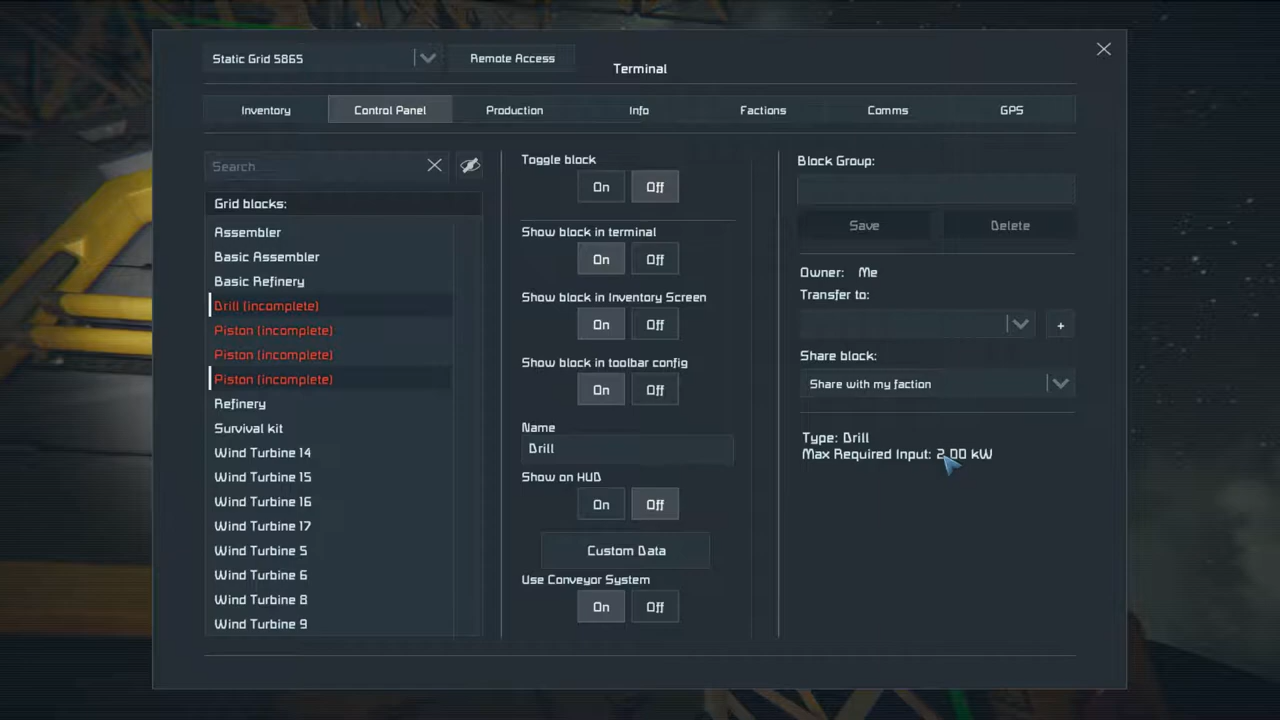 Static Grid 5865
Remote Access
Terminal
Inventory
Control Panel
Production
Info
Factions
Comms
GPS
Search
Grid blocks:
Assembler
Basic Assembler
Basic Refinery
Drill (incomplete)
Piston (incomplete)
Piston (incomplete)
Piston (incomplete)
Refinery
Survival kit
Wind Turbine 14
Wind Turbine 15
Wind Turbine 16
Wind Turbine 17
Wind Turbine 5
Wind Turbine 6
Wind Turbine 8
Wind Turbine 9
Toggle block
On Off
Show block in terminal
On Off
Show block in Inventory Screen
On Off
Show block in toolbar config
On Off
Name
Drill
Show on HUD
On Off
Custom Data
Use Conveyor System
On Off
Block Group:
Save Delete
Owner: Me
Transfer to:
+
Share block:
Share with my faction
Type: Drill
Max Required Input: 2.00 kW